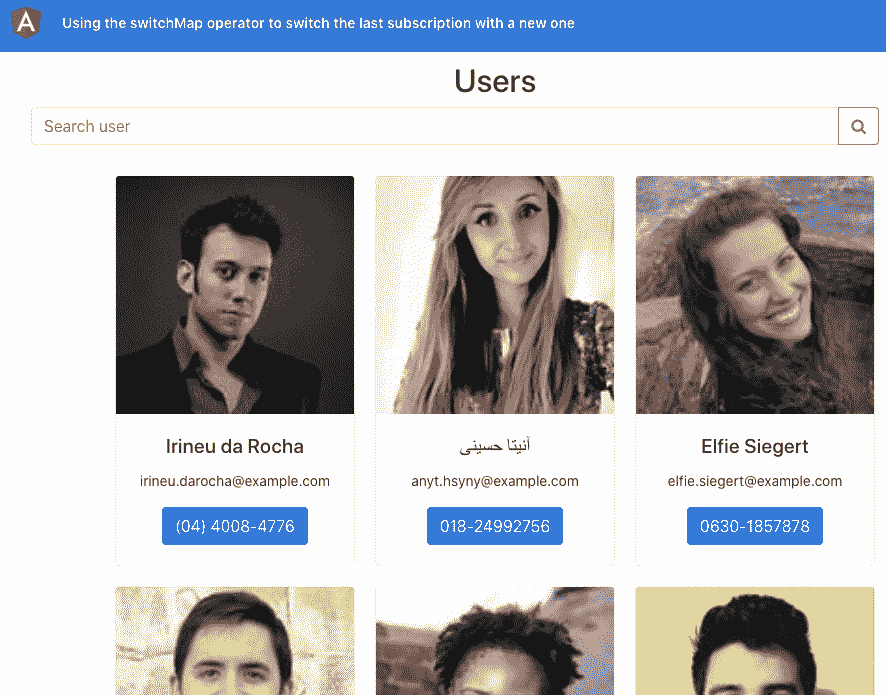 A
Using the switchMap operator to switch the last subscription with a new one
Users
Search user
Irineu da Rocha
آنیتا حسینی
Elfie Siegert
irineu.darocha@example.com
anyt.hsyny@example.com
elfie.siegert@example.com
(04) 4008-4776
018-24992756
0630-1857878